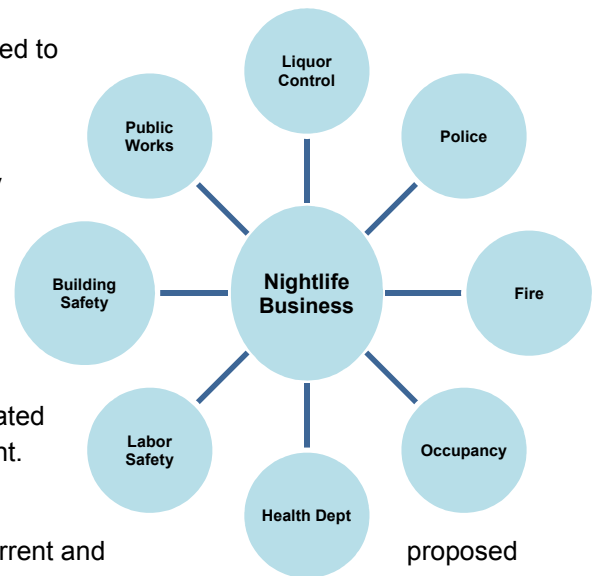 ed to
Liquor
Control
Public
Works
Police
Building
Safety
Nightlife
Business
Fire
ated
nt.
Labor
Safety
Occupancy
Health Dept
rrent and proposed